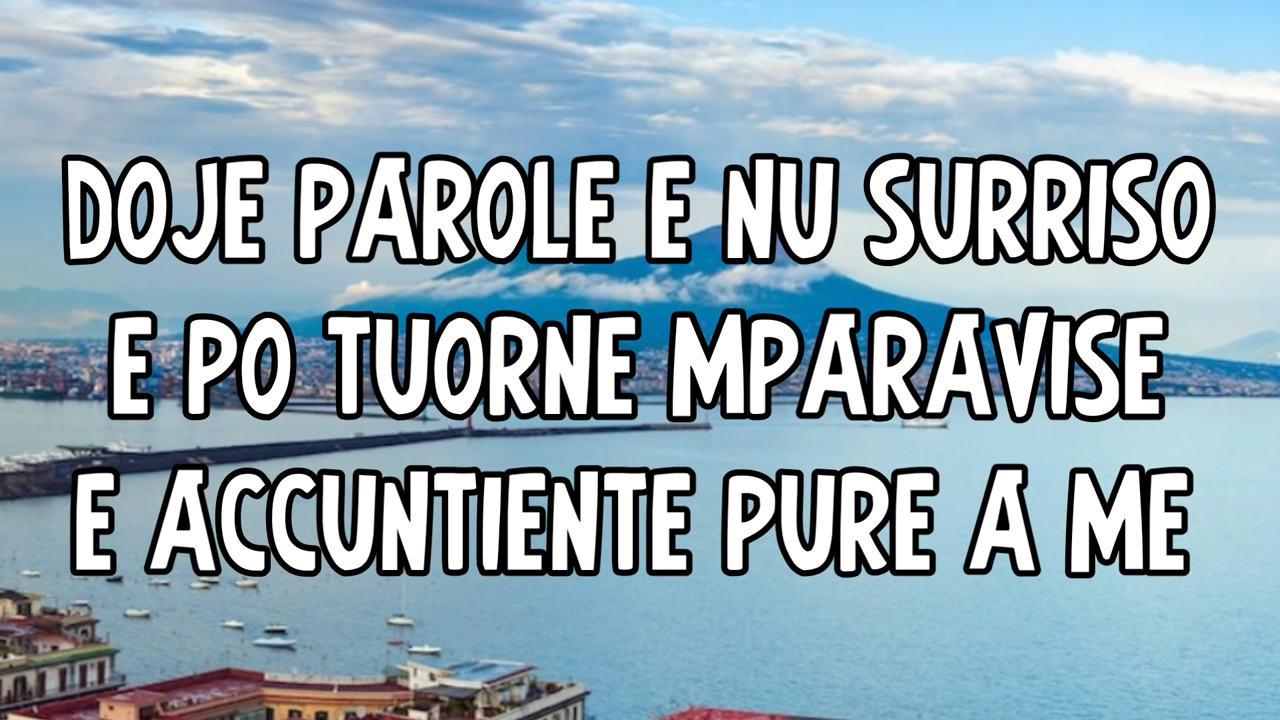 DOJE PAROLE E NU SURRISO
E PO TUORNE MPARAVISE
E ACCUNTIENTE PURE A ME